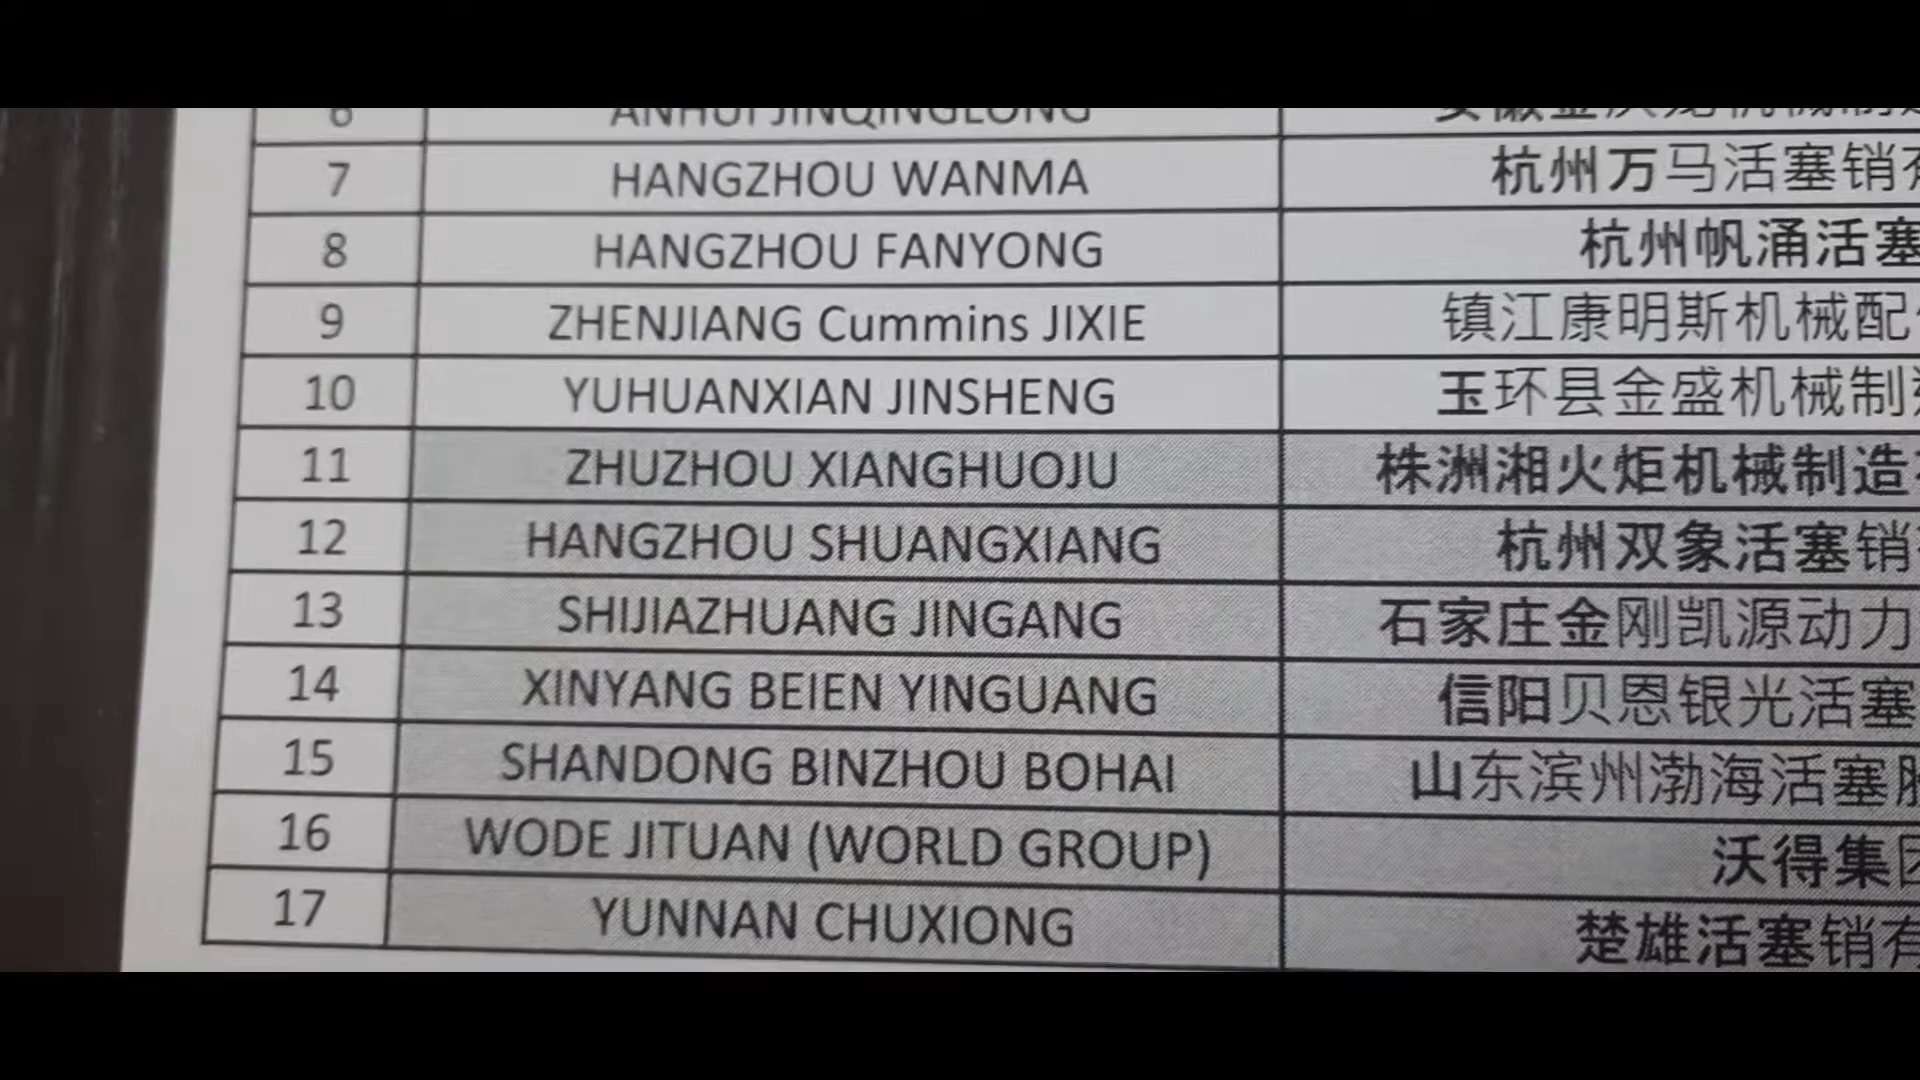 6 ANHUI JINQINGLONG
7 HANGZHOU WANMA 杭州万马活塞销有
8 HANGZHOU FANYONG 杭州帆涌活塞
9 ZHENJIANG Cummins JIXIE 镇江康明斯机械配
10 YUHUANXIAN JINSHENG 玉环县金盛机械制
11 ZHUZHOU XIANGHUOJU 株洲湘火炬机械制造
12 HANGZHOU SHUANGXIANG 杭州双象活塞销
13 SHIJIAZHUANG JINGANG 石家庄金刚凯源动力
14 XINYANG BEIEN YINGUANG 信阳贝恩银光活塞
15 SHANDONG BINZHOU BOHAI 山东滨州渤海活塞
16 WODE JITUAN (WORLD GROUP) 沃得集团
17 YUNNAN CHUXIONG 楚雄活塞销有